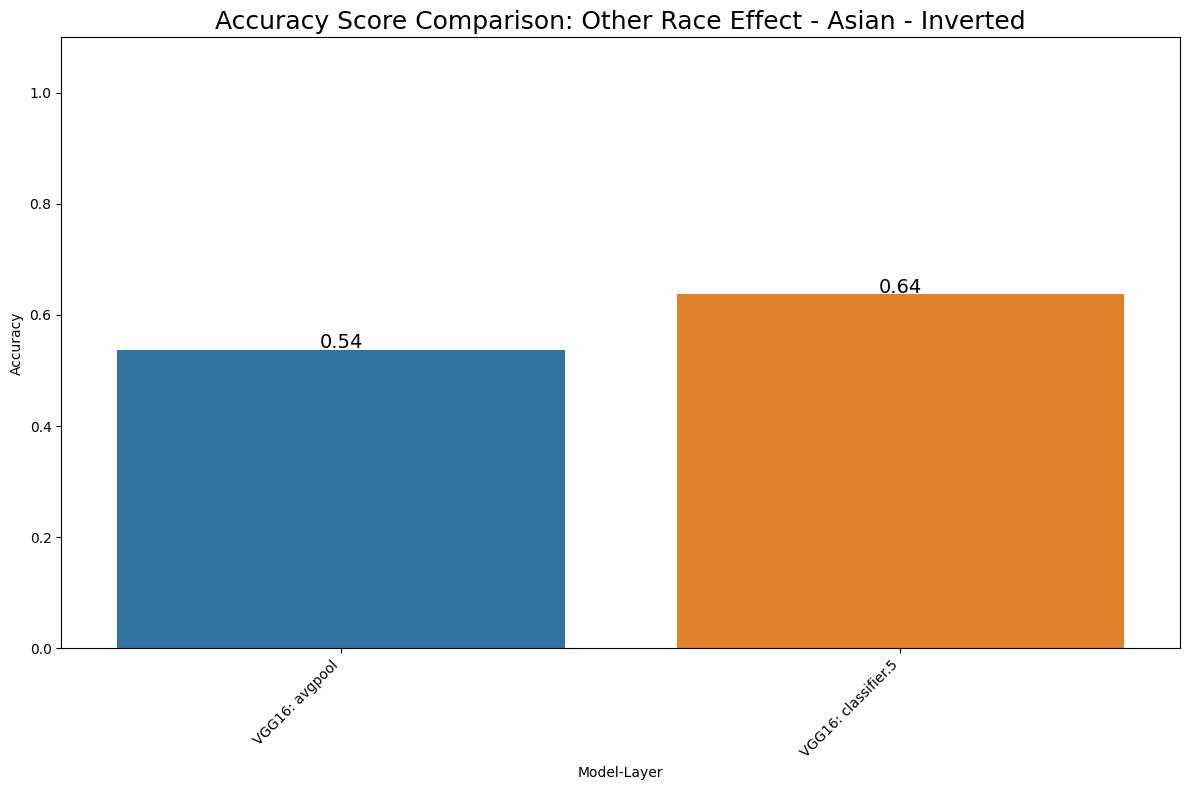 Accuracy Score Comparison: Other Race Effect - Asian - Inverted
Accuracy
1.0
0.8
0.6
0.4
0.2
0.0
0.54
0.64
VGG16: avgpool
VGG16: classifier.5
Model-Layer